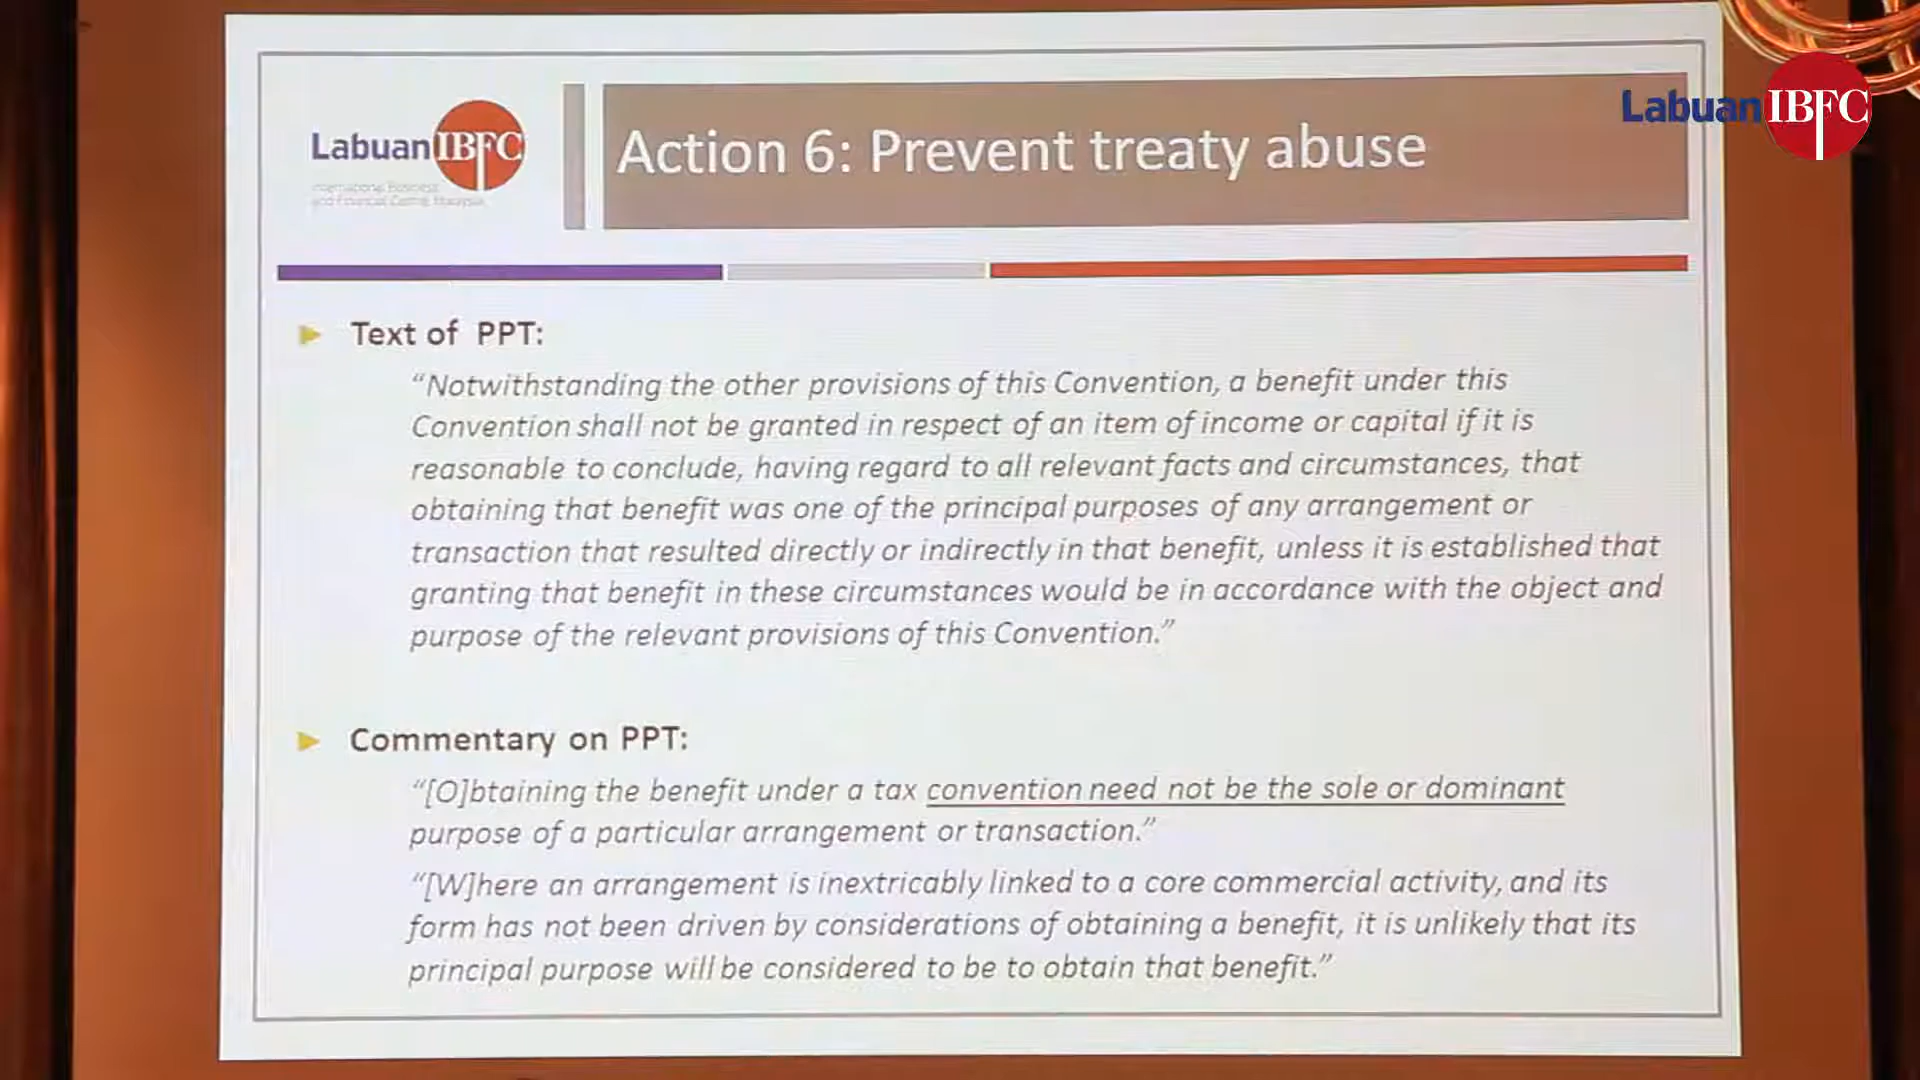 Labuan IBFC
Labuan IBFC
International Business
and Financial Centre, Malaysia
Action 6: Prevent treaty abuse
Text of PPT:
“Notwithstanding the other provisions of this Convention, a benefit under this
Convention shall not be granted in respect of an item of income or capital if it is
reasonable to conclude, having regard to all relevant facts and circumstances, that
obtaining that benefit was one of the principal purposes of any arrangement or
transaction that resulted directly or indirectly in that benefit, unless it is established that
granting that benefit in these circumstances would be in accordance with the object and
purpose of the relevant provisions of this Convention.”
Commentary on PPT:
“[O]btaining the benefit under a tax convention need not be the sole or dominant
purpose of a particular arrangement or transaction.”
“[W]here an arrangement is inextricably linked to a core commercial activity, and its
form has not been driven by considerations of obtaining a benefit, it is unlikely that its
principal purpose will be considered to be to obtain that benefit.”